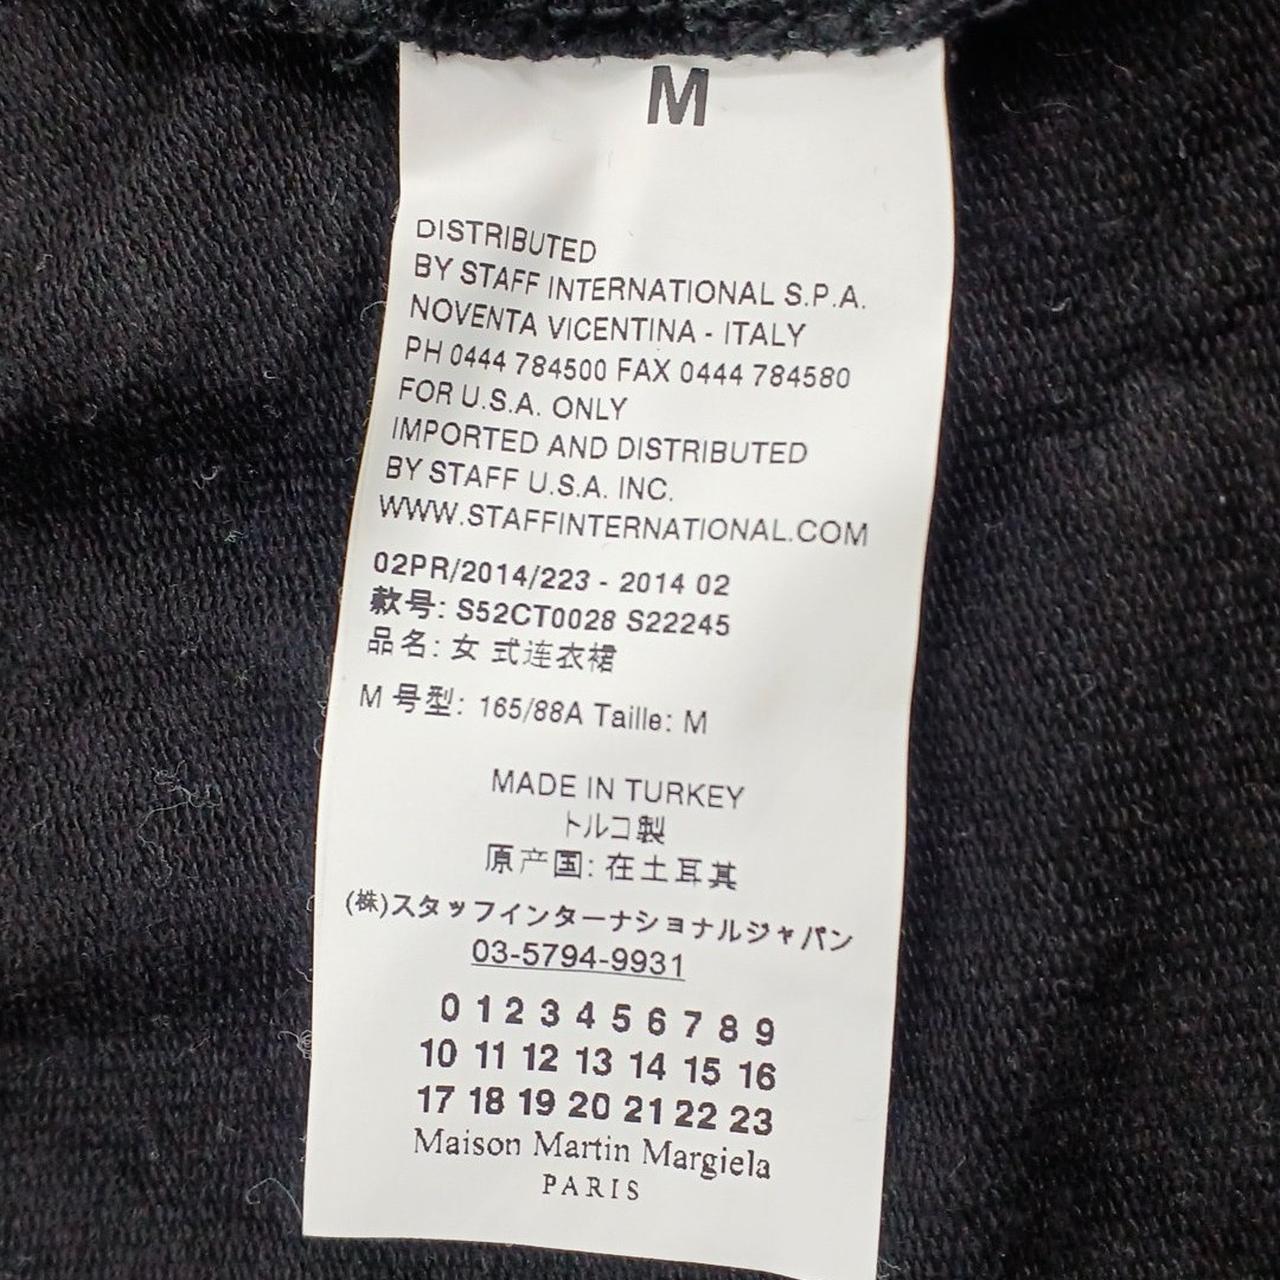 M
DISTRIBUTED
BY STAFF INTERNATIONAL S.P.A.
NOVENTA VICENTINA - ITALY
PH 0444 784500 FAX 0444 784580
FOR U.S.A. ONLY
IMPORTED AND DISTRIBUTED
BY STAFF U.S.A. INC.
WWW.STAFFINTERNATIONAL.COM
02PR/2014/223 - 2014 02
款号: S52CT0028 S22245
品名: 女 式连衣裙
M 号型: 165/88A Taille: M
MADE IN TURKEY
トルコ製
原产国: 在土耳其
(株)スタッフインターナショナルジャパン
03-5794-9931
0 1 2 3 4 5 6 7 8 9
10 11 12 13 14 15 16
17 18 19 20 21 22 23
Maison Martin Margiela
PARIS